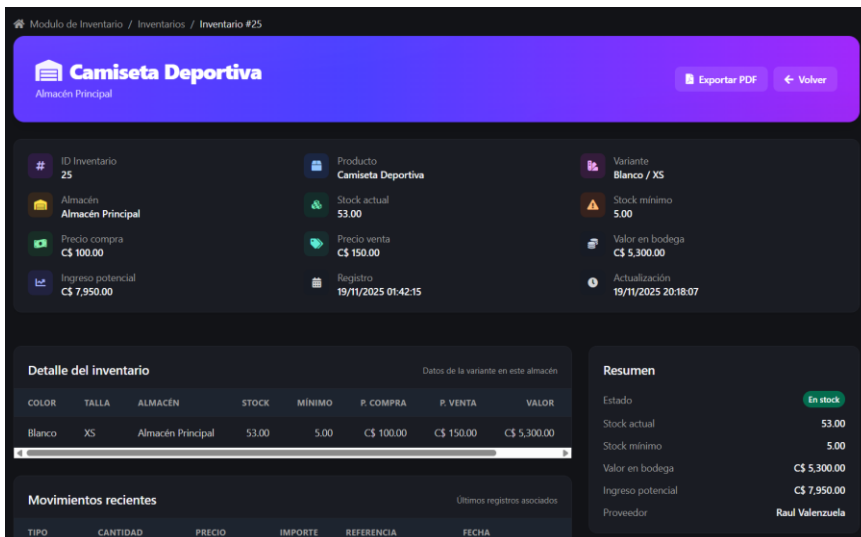 Modulo de Inventario / Inventarios / Inventario #25
Camiseta Deportiva
Almacén Principal
Exportar PDF
Volver
ID Inventario
25
Producto
Camiseta Deportiva
Variante
Blanco / XS
Almacén
Almacén Principal
Stock actual
53.00
Stock mínimo
5.00
Precio compra
C$ 100.00
Precio venta
C$ 150.00
Valor en bodega
C$ 5,300.00
Ingreso potencial
C$ 7,950.00
Registro
19/11/2025 01:42:15
Actualización
19/11/2025 20:18:07
Detalle del inventario
Datos de la variante en este almacén
COLOR TALLA ALMACÉN STOCK MÍNIMO P. COMPRA P. VENTA VALOR
Blanco XS Almacén Principal 53.00 5.00 C$ 100.00 C$ 150.00 C$ 5,300.00
Movimientos recientes
Últimos registros asociados
TIPO CANTIDAD PRECIO IMPORTE REFERENCIA FECHA
Resumen
Estado En stock
Stock actual 53.00
Stock mínimo 5.00
Valor en bodega C$ 5,300.00
Ingreso potencial C$ 7,950.00
Proveedor Raul Valenzuela